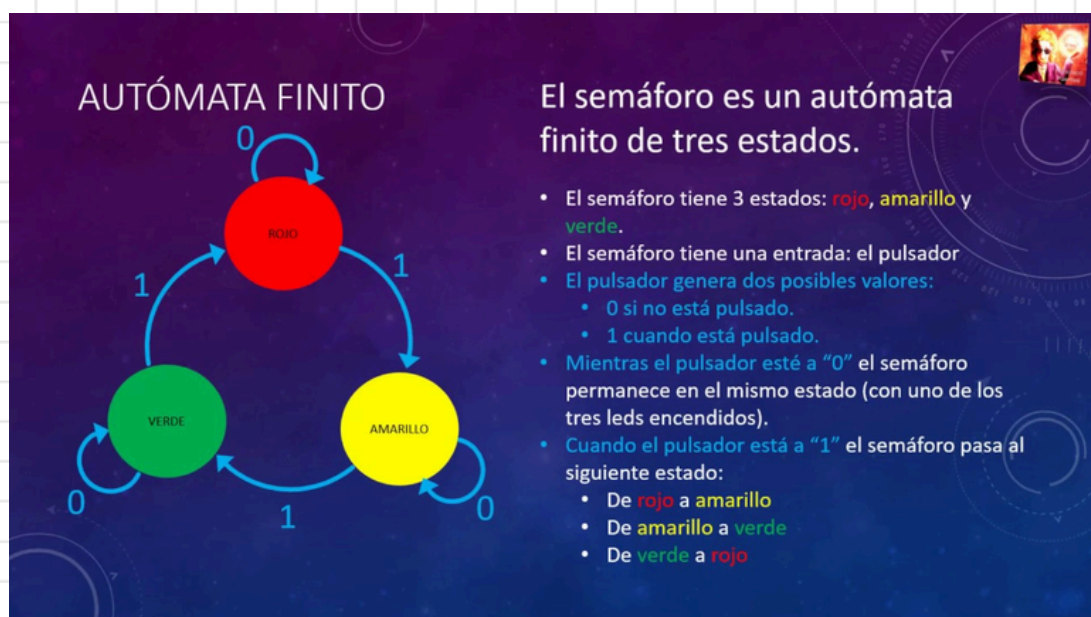 AUTÓMATA FINITO
0
ROJO
1
1
VERDE
AMARILLO
0
1
0
El semáforo es un autómata
finito de tres estados.
• El semáforo tiene 3 estados: rojo, amarillo y
verde.
• El semáforo tiene una entrada: el pulsador
• El pulsador genera dos posibles valores:
• 0 si no está pulsado.
• 1 cuando está pulsado.
• Mientras el pulsador esté a “0” el semáforo
permanece en el mismo estado (con uno de los
tres leds encendidos).
• Cuando el pulsador está a “1” el semáforo pasa al
siguiente estado:
• De rojo a amarillo
• De amarillo a verde
• De verde a rojo